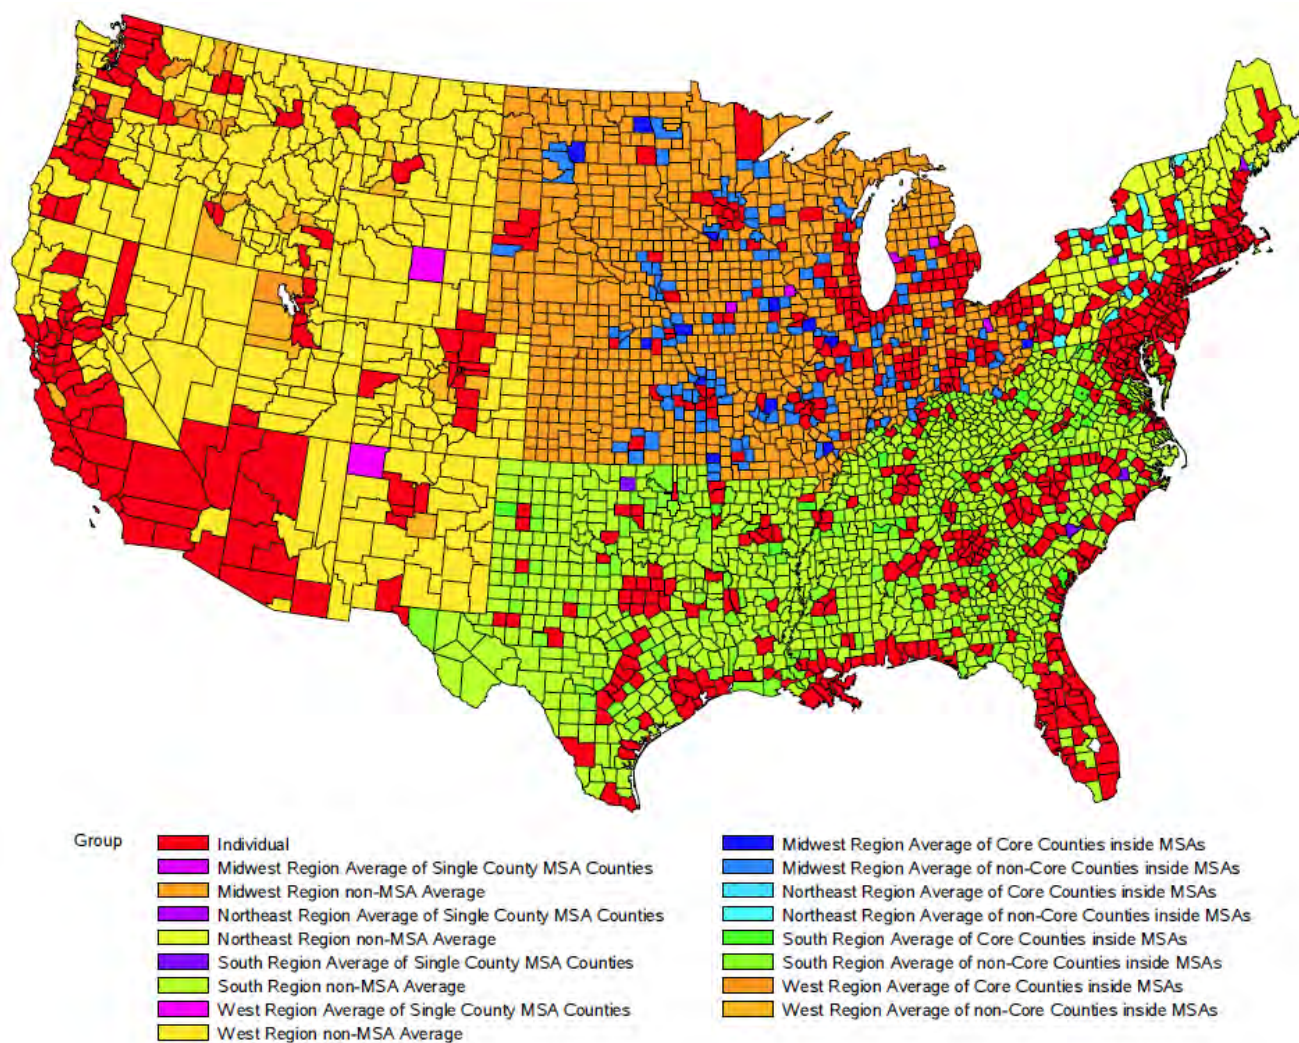 Group
Individual
Midwest Region Average of Single County MSA Counties
Midwest Region non-MSA Average
Northeast Region Average of Single County MSA Counties
Northeast Region non-MSA Average
South Region Average of Single County MSA Counties
South Region non-MSA Average
West Region Average of Single County MSA Counties
West Region non-MSA Average
Midwest Region Average of Core Counties inside MSAs
Midwest Region Average of non-Core Counties inside MSAs
Northeast Region Average of Core Counties inside MSAs
Northeast Region Average of non-Core Counties inside MSAs
South Region Average of Core Counties inside MSAs
South Region Average of non-Core Counties inside MSAs
West Region Average of Core Counties inside MSAs
West Region Average of non-Core Counties inside MSAs